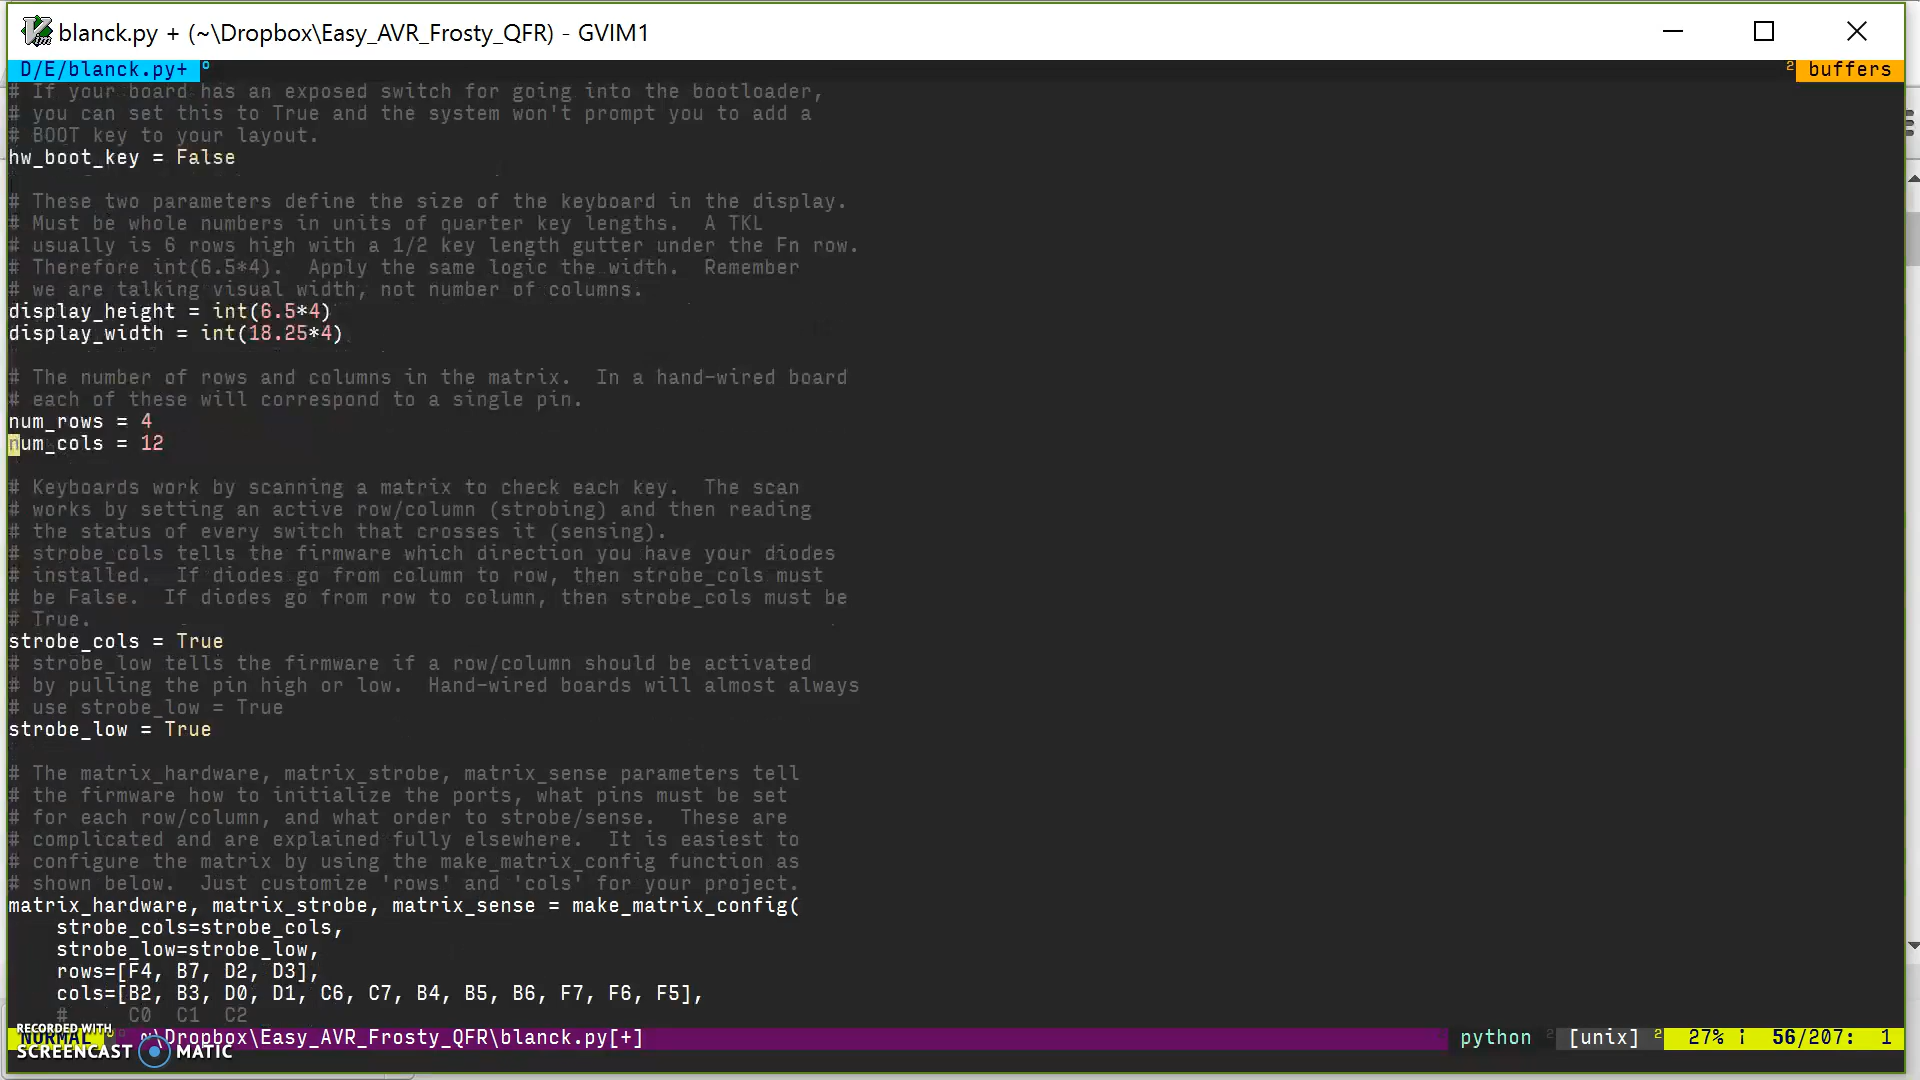 blanck.py + (~\Dropbox\Easy_AVR_Frosty_QFR) - GVIM1
D/E/blanck.py+
2 buffers
# If your board has an exposed switch for going into the bootloader,
# you can set this to True and the system won't prompt you to add a
# BOOT key to your layout.
hw_boot_key = False
# These two parameters define the size of the keyboard in the display.
# Must be whole numbers in units of quarter key lengths.  A TKL
# usually is 6 rows high with a 1/2 key length gutter under the Fn row.
# Therefore int(6.5*4).  Apply the same logic the width.  Remember
# we are talking visual width, not number of columns.
display_height = int(6.5*4)
display_width = int(18.25*4)
# The number of rows and columns in the matrix.  In a hand-wired board
# each of these will correspond to a single pin.
num_rows = 4
num_cols = 12
# Keyboards work by scanning a matrix to check each key.  The scan
# works by setting an active row/column (strobing) and then reading
# the status of every switch that crosses it (sensing).
# strobe_cols tells the firmware which direction you have your diodes
# installed.  If diodes go from column to row, then strobe_cols must
# be False.  If diodes go from row to column, then strobe_cols must be
# True.
strobe_cols = True
# strobe_low tells the firmware if a row/column should be activated
# by pulling the pin high or low.  Hand-wired boards will almost always
# use strobe_low = True
strobe_low = True
# The matrix_hardware, matrix_strobe, matrix_sense parameters tell
# the firmware how to initialize the ports, what pins must be set
# for each row/column, and what order to strobe/sense.  These are
# complicated and are explained fully elsewhere.  It is easiest to
# configure the matrix by using the make_matrix_config function as
# shown below.  Just customize 'rows' and 'cols' for your project.
matrix_hardware, matrix_strobe, matrix_sense = make_matrix_config(
    strobe_cols=strobe_cols,
    strobe_low=strobe_low,
    rows=[F4, B7, D2, D3],
    cols=[B2, B3, D0, D1, C6, C7, B4, B5, B6, F7, F6, F5],
    #     C0  C1  C2
NORMAL ~\Dropbox\Easy_AVR_Frosty_QFR\blanck.py[+] python 2 [unix] 2 27% 56/207: 1
RECORDED WITH
SCREENCAST MATIC